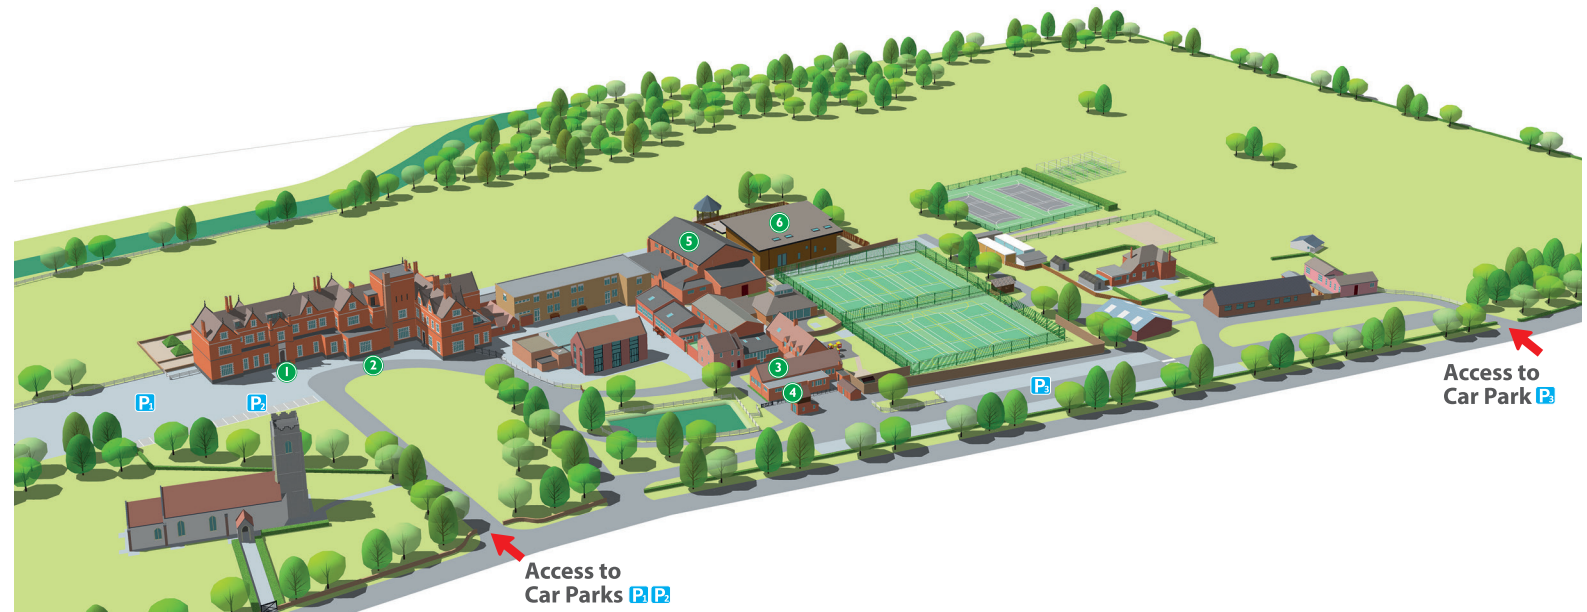 6
5
2
1
3
4
P1
P2
P3
Access to
Car Park P3
Access to
Car Parks P1 P2